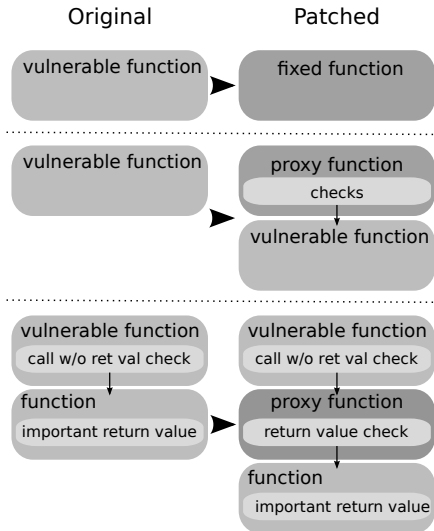 Original
Patched
vulnerable function
fixed function
vulnerable function
proxy function
checks
vulnerable function
vulnerable function
call w/o ret val check
function
important return value
vulnerable function
call w/o ret val check
proxy function
return value check
function
important return value